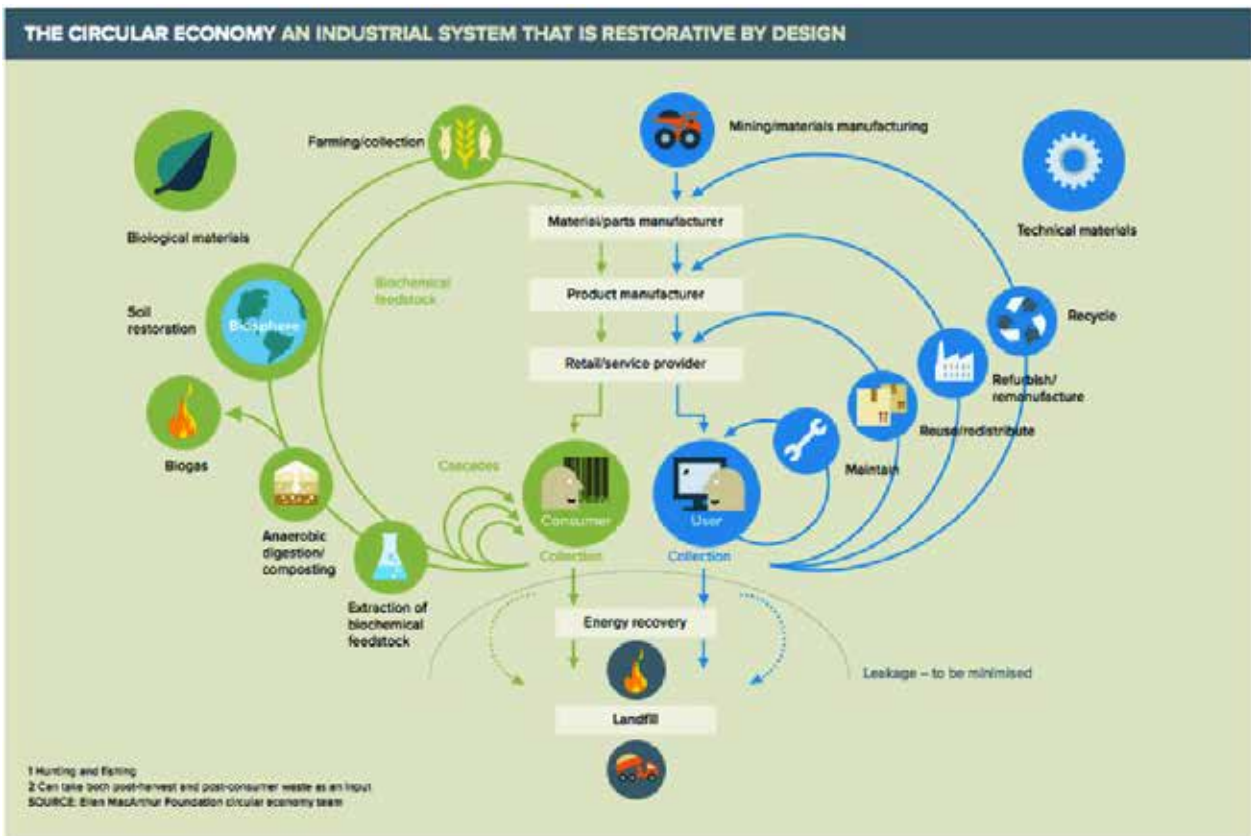 THE CIRCULAR ECONOMY AN INDUSTRIAL SYSTEM THAT IS RESTORATIVE BY DESIGN
Farming/collection
Mining/materials manufacturing
Biological materials
Technical materials
Material/parts manufacturer
Biochemical
feedstock
Product manufacturer
Soil
restoration
Biosphere
Recycle
Retail/service provider
Refurbish/
remanufacture
Reuse/redistribute
Biogas
Cascades
Maintain
Consumer
User
Anaerobic
digestion/
composting
Collection
Collection
Extraction of
biochemical
feedstock
Energy recovery
Leakage – to be minimised
Landfill
1 Hunting and fishing
2 Can take both post-harvest and post-consumer waste as an input
SOURCE: Ellen MacArthur Foundation circular economy team